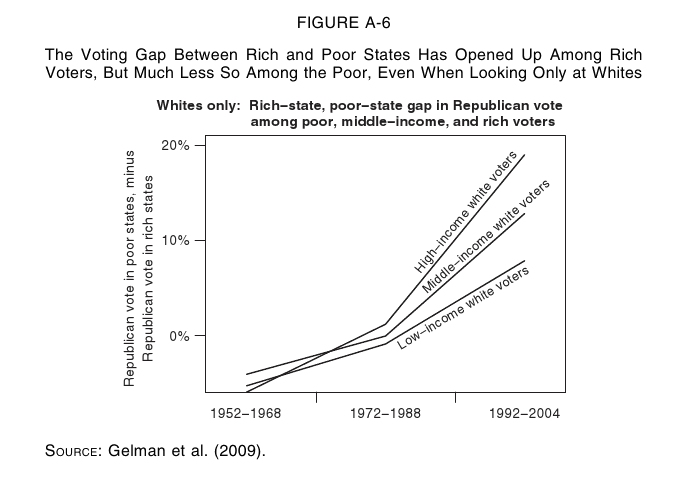 FIGURE A-6
The Voting Gap Between Rich and Poor States Has Opened Up Among Rich
Voters, But Much Less So Among the Poor, Even When Looking Only at Whites
Whites only: Rich–state, poor–state gap in Republican vote
among poor, middle–income, and rich voters
Republican vote in poor states, minus
Republican vote in rich states
20%
10%
0%
High–income white voters
Middle–income white voters
Low–income white voters
1952–1968
1972–1988
1992–2004
SOURCE: Gelman et al. (2009).